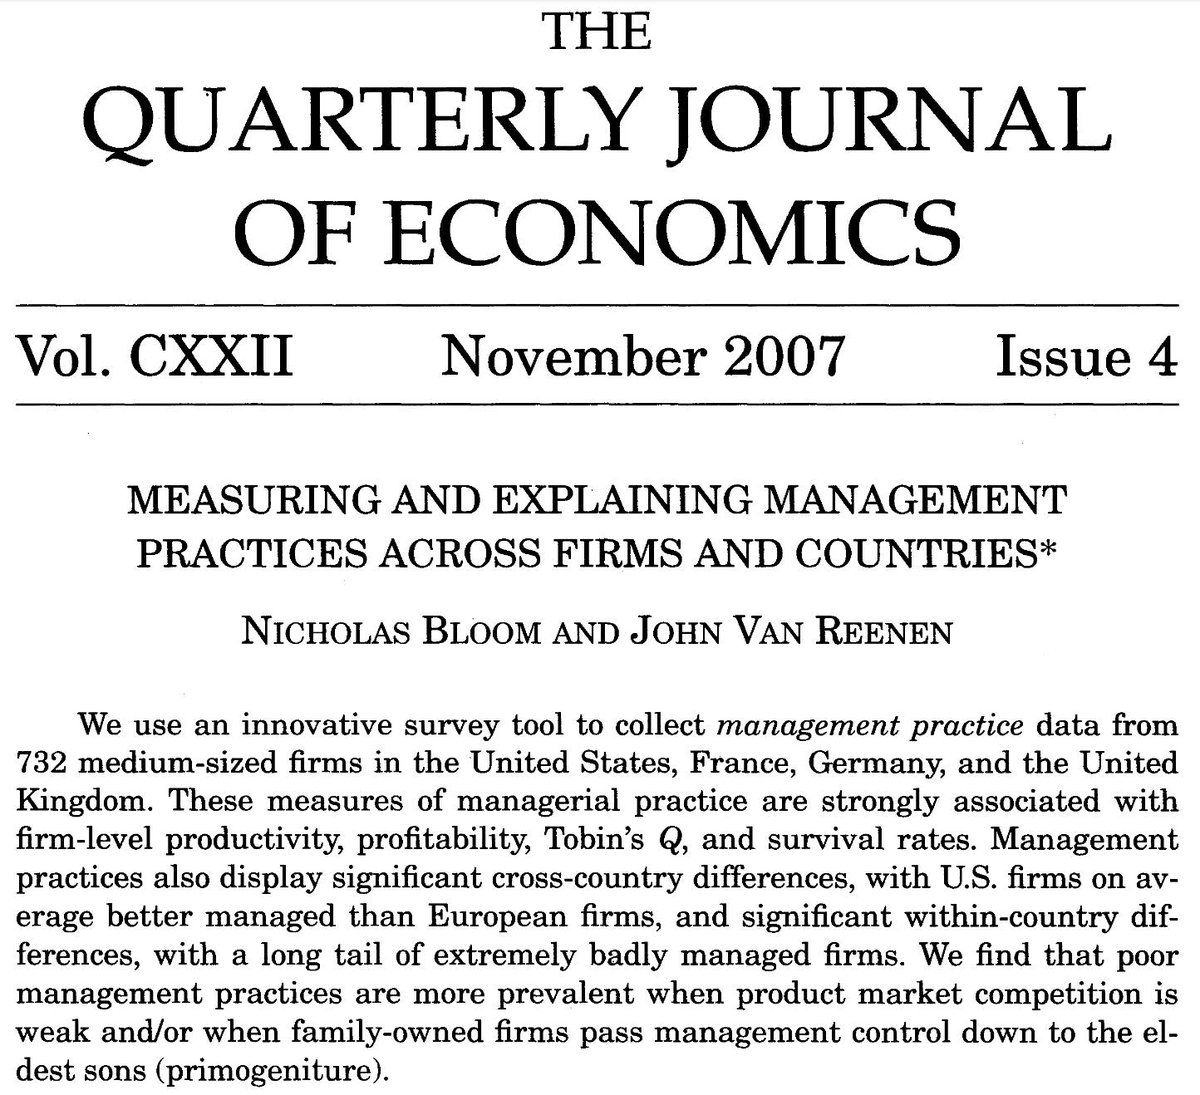 THE
QUARTERLY JOURNAL
OF ECONOMICS
Vol. CXXII November 2007 Issue 4
MEASURING AND EXPLAINING MANAGEMENT
PRACTICES ACROSS FIRMS AND COUNTRIES*
NICHOLAS BLOOM AND JOHN VAN REENEN
We use an innovative survey tool to collect management practice data from
732 medium-sized firms in the United States, France, Germany, and the United
Kingdom. These measures of managerial practice are strongly associated with
firm-level productivity, profitability, Tobin's Q, and survival rates. Management
practices also display significant cross-country differences, with U.S. firms on av-
erage better managed than European firms, and significant within-country dif-
ferences, with a long tail of extremely badly managed firms. We find that poor
management practices are more prevalent when product market competition is
weak and/or when family-owned firms pass management control down to the el-
dest sons (primogeniture).